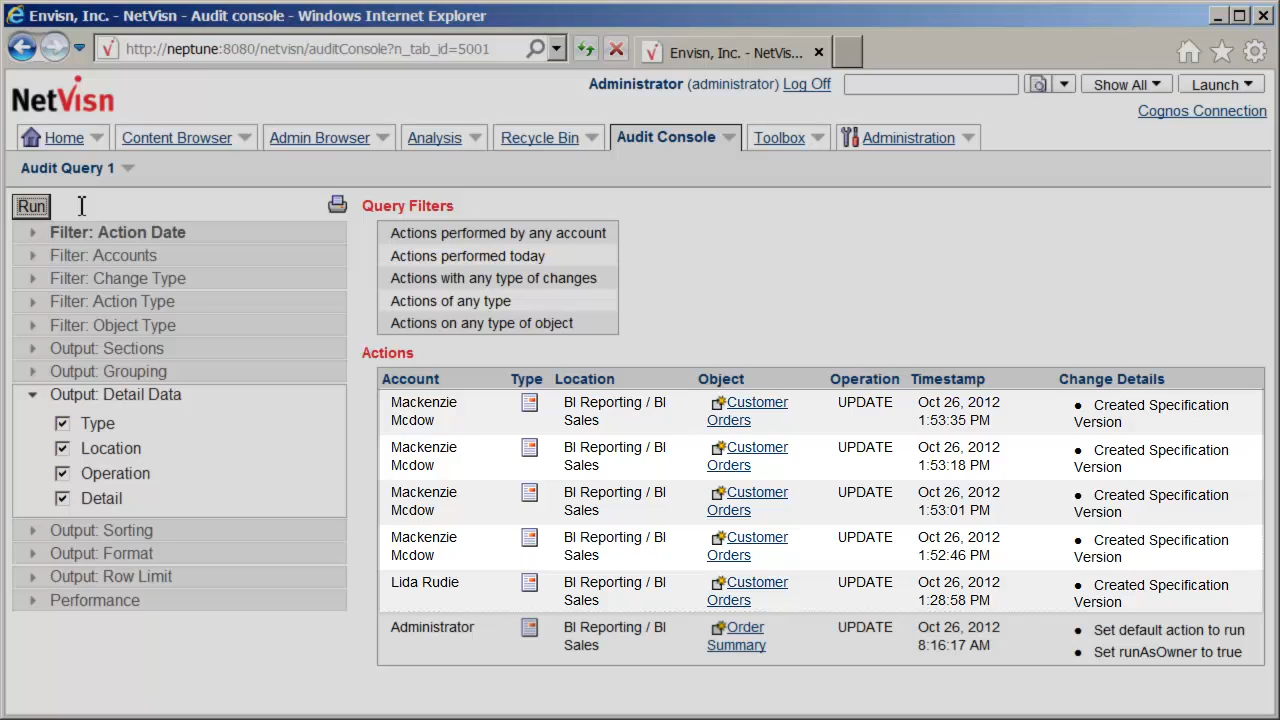 Envisn, Inc. - NetVisn - Audit console - Windows Internet Explorer
http://neptune:8080/netvisn/auditConsole?n_tab_id=5001
Envisn, Inc. - NetVis...
Administrator (administrator) Log Off
Show All
Launch
NetVisn
Cognos Connection
Home
Content Browser
Admin Browser
Analysis
Recycle Bin
Audit Console
Toolbox
Administration
Audit Query 1
Run
Filter: Action Date
Filter: Accounts
Filter: Change Type
Filter: Action Type
Filter: Object Type
Output: Sections
Output: Grouping
Output: Detail Data
Type
Location
Operation
Detail
Output: Sorting
Output: Format
Output: Row Limit
Performance
Query Filters
Actions performed by any account
Actions performed today
Actions with any type of changes
Actions of any type
Actions on any type of object
Actions
Account Type Location Object Operation Timestamp Change Details
Mackenzie BI Reporting / BI Customer UPDATE Oct 26, 2012 • Created Specification
Mcdow Sales Orders 1:53:35 PM Version
Mackenzie BI Reporting / BI Customer UPDATE Oct 26, 2012 • Created Specification
Mcdow Sales Orders 1:53:18 PM Version
Mackenzie BI Reporting / BI Customer UPDATE Oct 26, 2012 • Created Specification
Mcdow Sales Orders 1:53:01 PM Version
Mackenzie BI Reporting / BI Customer UPDATE Oct 26, 2012 • Created Specification
Mcdow Sales Orders 1:52:46 PM Version
Lida Rudie BI Reporting / BI Customer UPDATE Oct 26, 2012 • Created Specification
Sales Orders 1:28:58 PM Version
Administrator BI Reporting / BI Order UPDATE Oct 26, 2012 • Set default action to run
Sales Summary 8:16:17 AM • Set runAsOwner to true